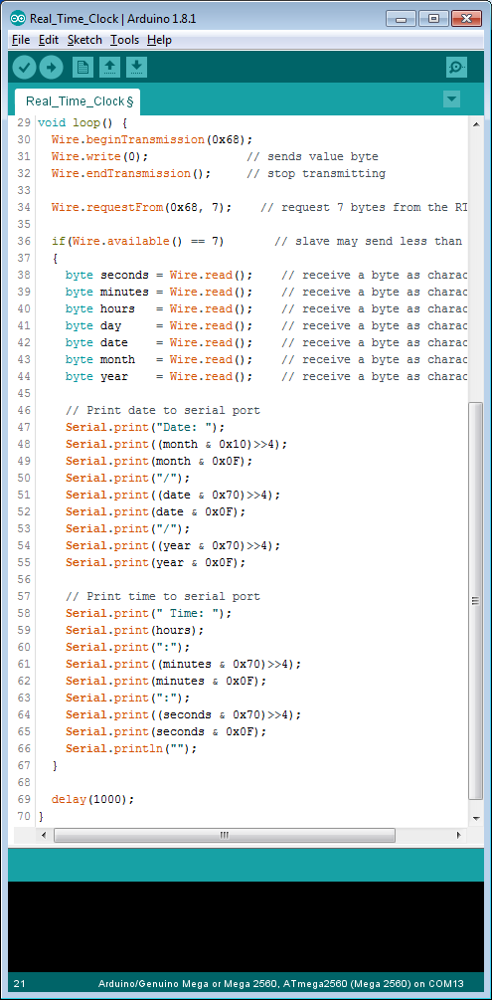 Real_Time_Clock | Arduino 1.8.1
File Edit Sketch Tools Help
Real_Time_Clock §
29 void loop() {
30   Wire.beginTransmission(0x68);
31   Wire.write(0);              // sends value byte
32   Wire.endTransmission();     // stop transmitting
33
34   Wire.requestFrom(0x68, 7);    // request 7 bytes from the RT
35
36   if(Wire.available() == 7)       // slave may send less than
37   {
38     byte seconds = Wire.read();    // receive a byte as charac
39     byte minutes = Wire.read();    // receive a byte as charac
40     byte hours   = Wire.read();    // receive a byte as charac
41     byte day     = Wire.read();    // receive a byte as charac
42     byte date    = Wire.read();    // receive a byte as charac
43     byte month   = Wire.read();    // receive a byte as charac
44     byte year    = Wire.read();    // receive a byte as charac
45
46     // Print date to serial port
47     Serial.print("Date: ");
48     Serial.print((month & 0x10)>>4);
49     Serial.print(month & 0x0F);
50     Serial.print("/");
51     Serial.print((date & 0x70)>>4);
52     Serial.print(date & 0x0F);
53     Serial.print("/");
54     Serial.print((year & 0x70)>>4);
55     Serial.print(year & 0x0F);
56
57     // Print time to serial port
58     Serial.print(" Time: ");
59     Serial.print(hours);
60     Serial.print(":");
61     Serial.print((minutes & 0x70)>>4);
62     Serial.print(minutes & 0x0F);
63     Serial.print(":");
64     Serial.print((seconds & 0x70)>>4);
65     Serial.print(seconds & 0x0F);
66     Serial.println("");
67   }
68
69   delay(1000);
70 }
21 Arduino/Genuino Mega or Mega 2560, ATmega2560 (Mega 2560) on COM13